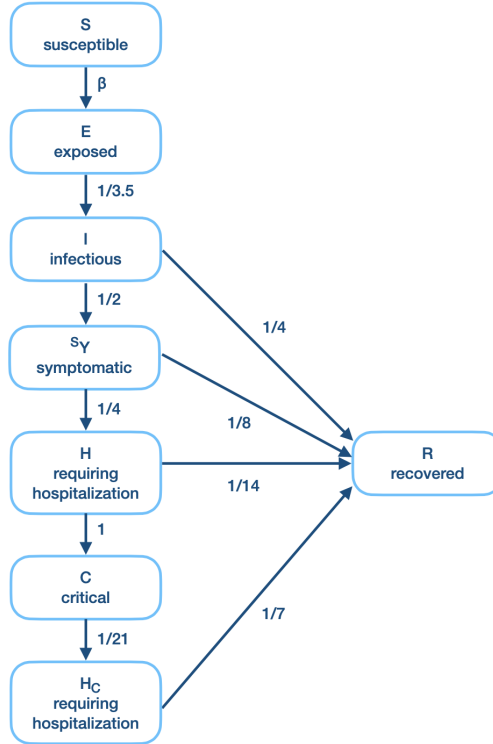 S
susceptible
β
E
exposed
1/3.5
I
infectious
1/2
1/4
SY
symptomatic
1/4
1/8
H
requiring
hospitalization
1/14
R
recovered
1
C
critical
1/21
1/7
HC
requiring
hospitalization